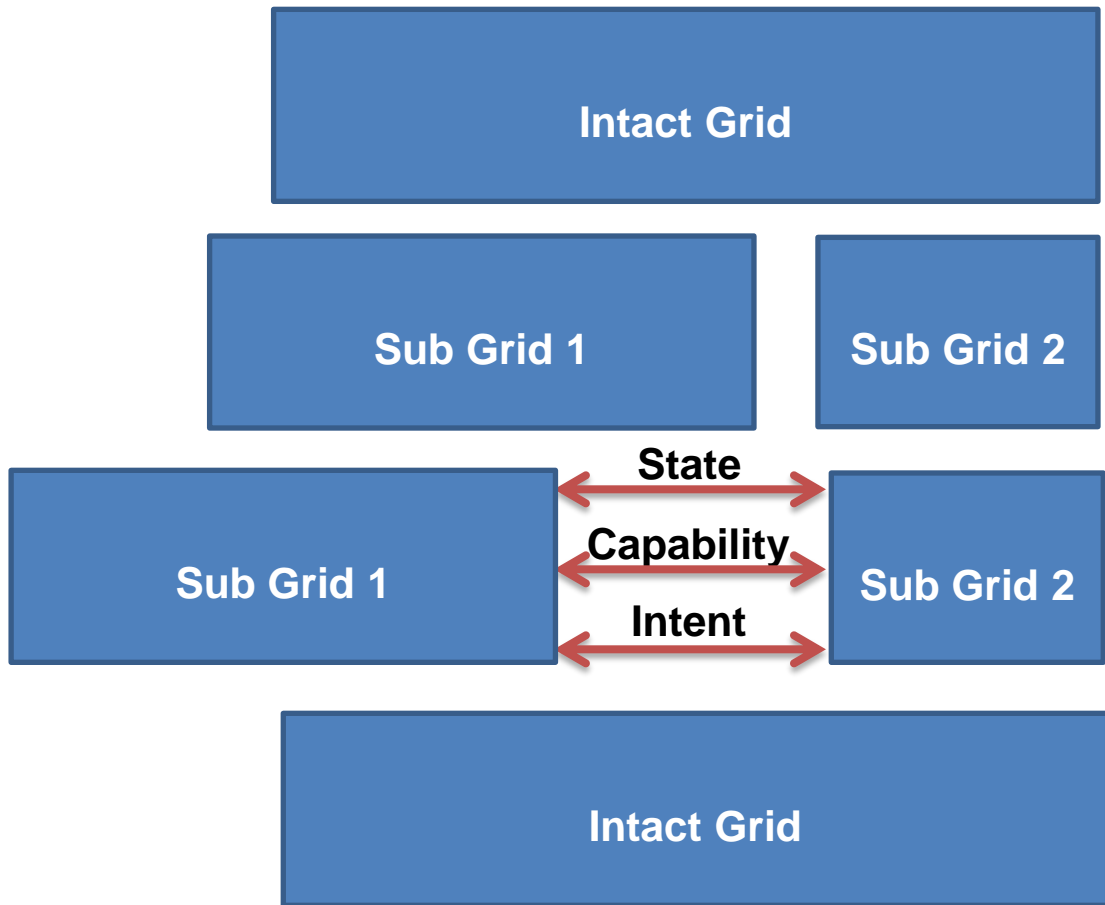 Intact Grid
Sub Grid 1
Sub Grid 2
State
Capability
Intent
Sub Grid 1
Sub Grid 2
Intact Grid